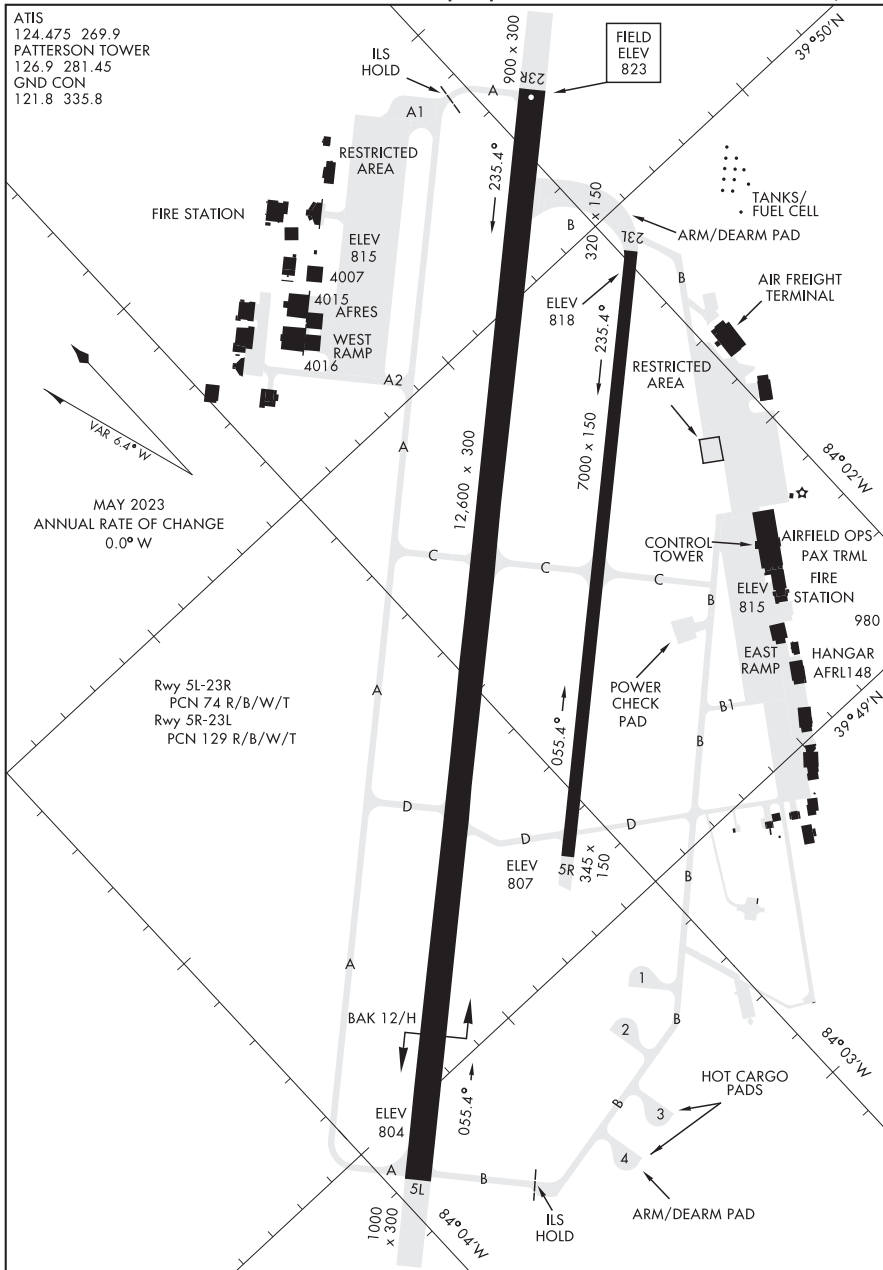 ATIS
124.475 269.9
PATTERSON TOWER
126.9 281.45
GND CON
121.8 335.8
ILS
HOLD
900 x 300
23R
FIELD
ELEV
823
39°50'N
A
A1
RESTRICTED
AREA
FIRE STATION
ELEV
815
4007
4015
AFRES
WEST
RAMP
4016
A2
A
235.4°
B
320 x 150
23L
TANKS/
FUEL CELL
ARM/DEARM PAD
B
ELEV
818
AIR FREIGHT
TERMINAL
235.4°
RESTRICTED
AREA
VAR 6.4° W
MAY 2023
ANNUAL RATE OF CHANGE
0.0° W
12,600 x 300
7000 x 150
84°02'W
C
C
C
CONTROL
TOWER
AIRFIELD OPS
PAX TRML
FIRE
STATION
ELEV
815
B
980
EAST
RAMP
HANGAR
AFRL148
POWER
CHECK
PAD
B1
39°49'N
Rwy 5L-23R
PCN 74 R/B/W/T
Rwy 5R-23L
PCN 129 R/B/W/T
A
055.4°
B
D
D
D
ELEV
807
5R
345 x
150
B
A
BAK 12/H
1
2
B
84°03'W
HOT CARGO
PADS
3
B
4
ELEV
804
055.4°
A
5L
B
1000
x 300
84°04'W
ILS
HOLD
ARM/DEARM PAD